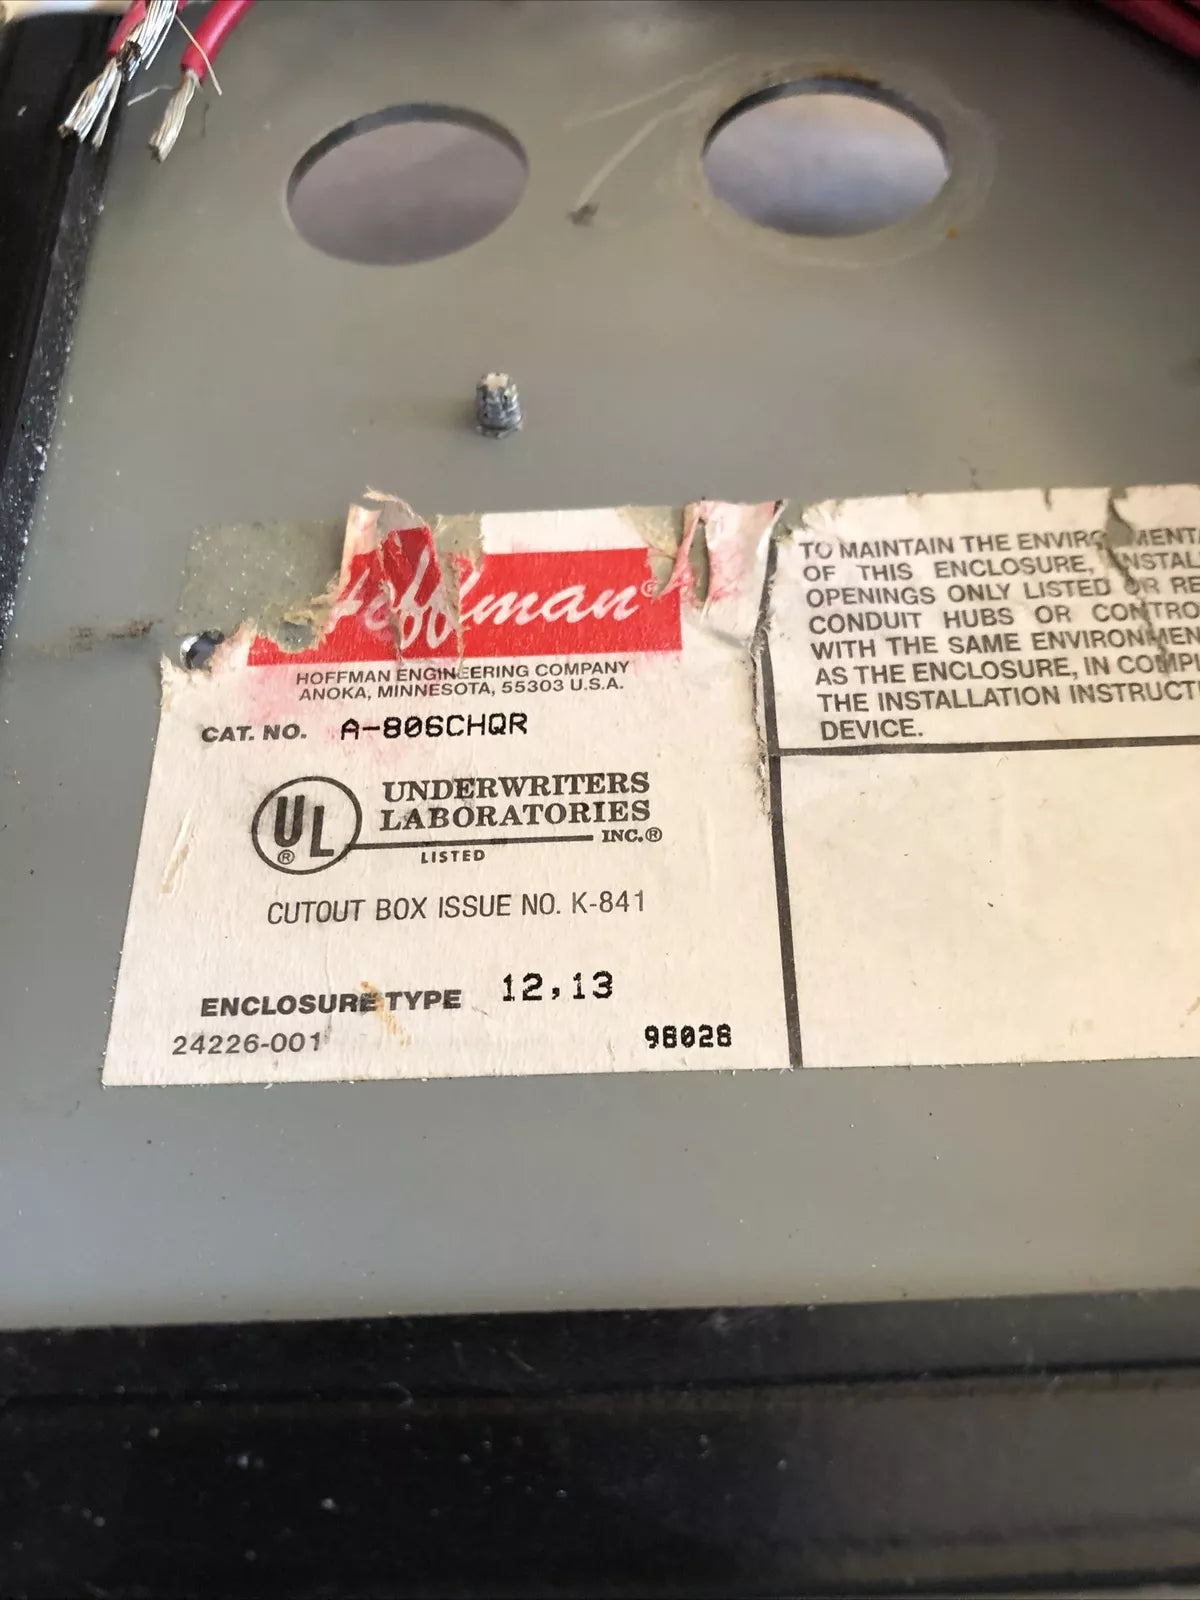 Hoffman®
HOFFMAN ENGINEERING COMPANY
ANOKA, MINNESOTA, 55303 U.S.A.
CAT. NO. A-806CHQR
UL®
UNDERWRITERS
LABORATORIES
INC.®
LISTED
CUTOUT BOX ISSUE NO. K-841
ENCLOSURE TYPE 12,13
24226-001
98028
TO MAINTAIN THE
OF THIS ENCLOSURE,
OPENINGS ONLY LISTED OR
CONDUIT HUBS OR
WITH THE SAME
AS THE ENCLOSURE, IN
THE INSTALLATION
DEVICE.